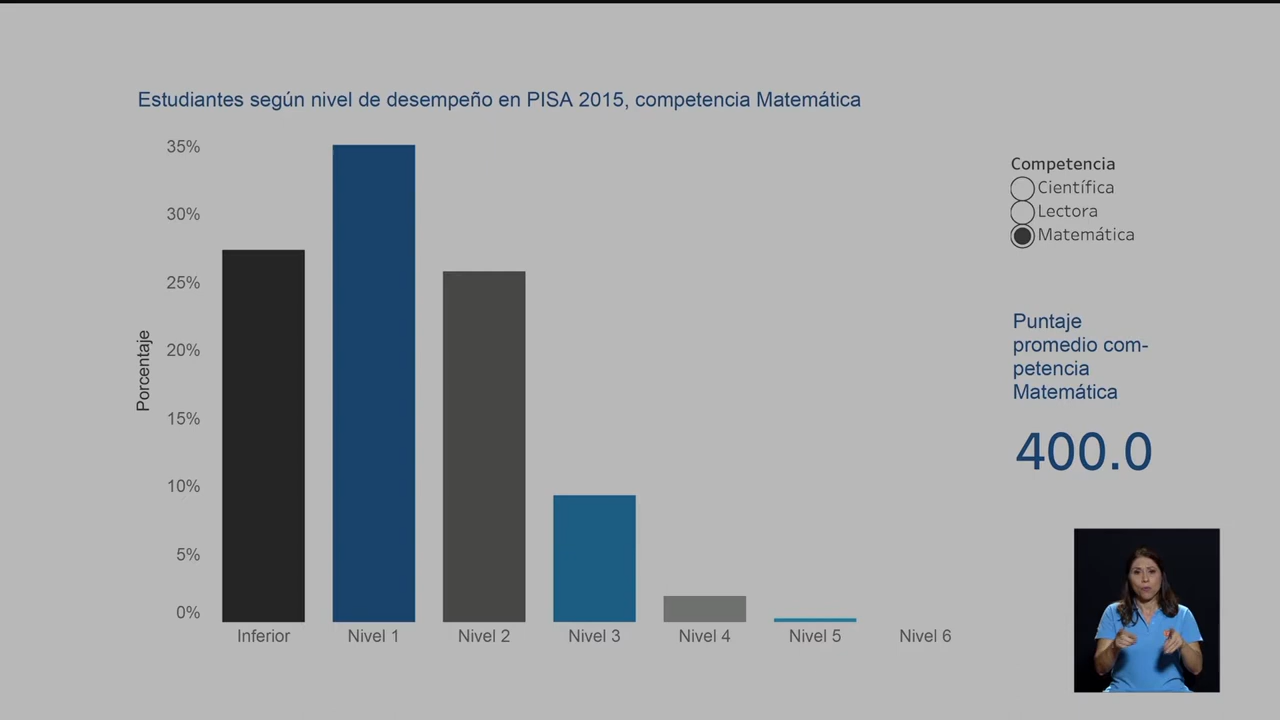 Estudiantes según nivel de desempeño en PISA 2015, competencia Matemática
35%
30%
25%
20%
15%
10%
5%
0%
Porcentaje
Inferior
Nivel 1
Nivel 2
Nivel 3
Nivel 4
Nivel 5
Nivel 6
Competencia
Científica
Lectora
Matemática
Puntaje
promedio com-
petencia
Matemática
400.0